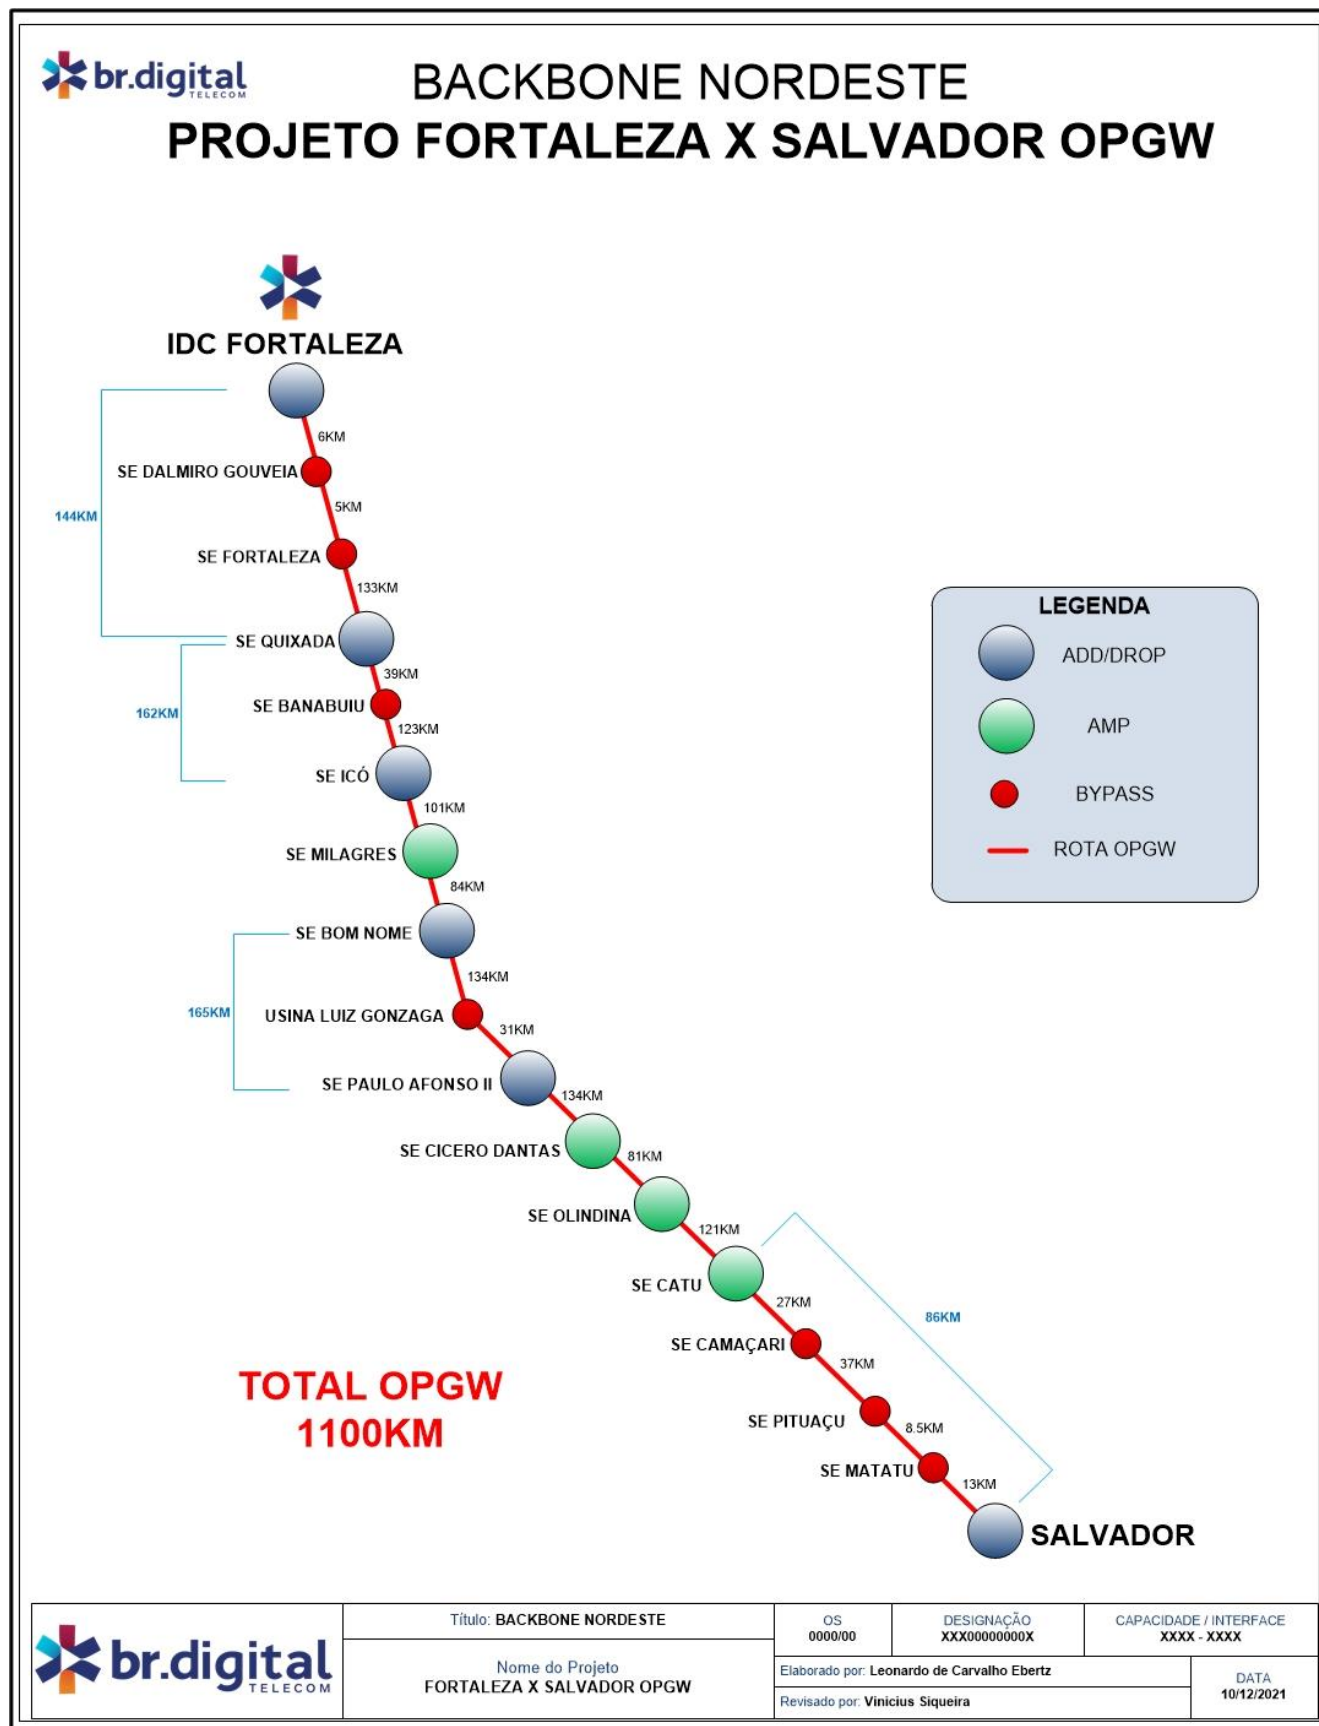 br.digital
TELECOM
BACKBONE NORDESTE
PROJETO FORTALEZA X SALVADOR OPGW
IDC FORTALEZA
6KM
SE DALMIRO GOUVEIA
5KM
144KM
SE FORTALEZA
133KM
SE QUIXADA
39KM
SE BANABUIU
162KM
123KM
SE ICÓ
101KM
SE MILAGRES
84KM
SE BOM NOME
134KM
165KM
USINA LUIZ GONZAGA
31KM
SE PAULO AFONSO II
134KM
SE CICERO DANTAS
81KM
SE OLINDINA
121KM
SE CATU
27KM
86KM
SE CAMAÇARI
37KM
SE PITUAÇU
8.5KM
SE MATATU
13KM
SALVADOR
LEGENDA
ADD/DROP
AMP
BYPASS
ROTA OPGW
TOTAL OPGW
1100KM
br.digital
TELECOM
Título: BACKBONE NORDESTE
Nome do Projeto
FORTALEZA X SALVADOR OPGW
OS
0000/00
DESIGNAÇÃO
XXX00000000X
CAPACIDADE / INTERFACE
XXXX - XXXX
Elaborado por: Leonardo de Carvalho Ebertz
Revisado por: Vinicius Siqueira
DATA
10/12/2021